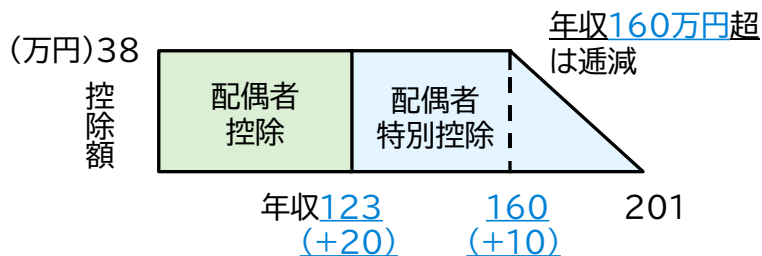 年収160万円超
は逓減
(万円)38
控除額
配偶者
控除
配偶者
特別控除
年収123
(+20)
160
(+10)
201